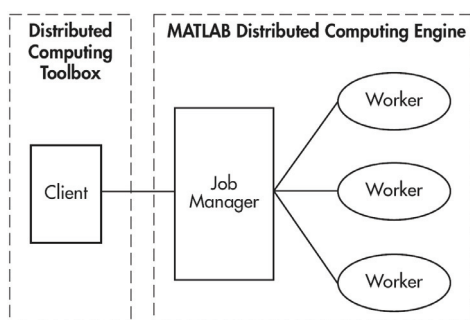 Distributed
Computing
Toolbox
MATLAB Distributed Computing Engine
Client
Job
Manager
Worker
Worker
Worker